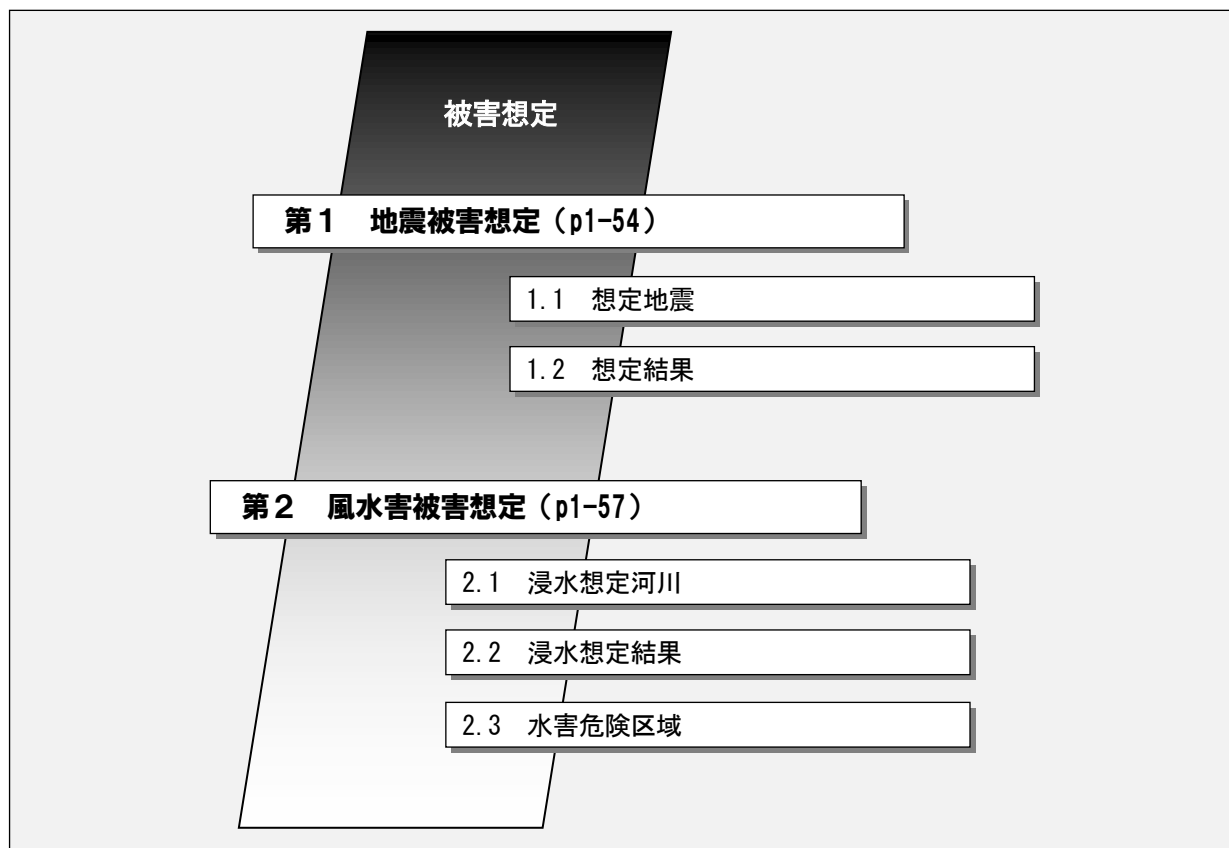 被害想定
第１　地震被害想定（p1-54）
1.1　想定地震
1.2　想定結果
第２　風水害被害想定（p1-57）
2.1　浸水想定河川
2.2　浸水想定結果
2.3　水害危険区域